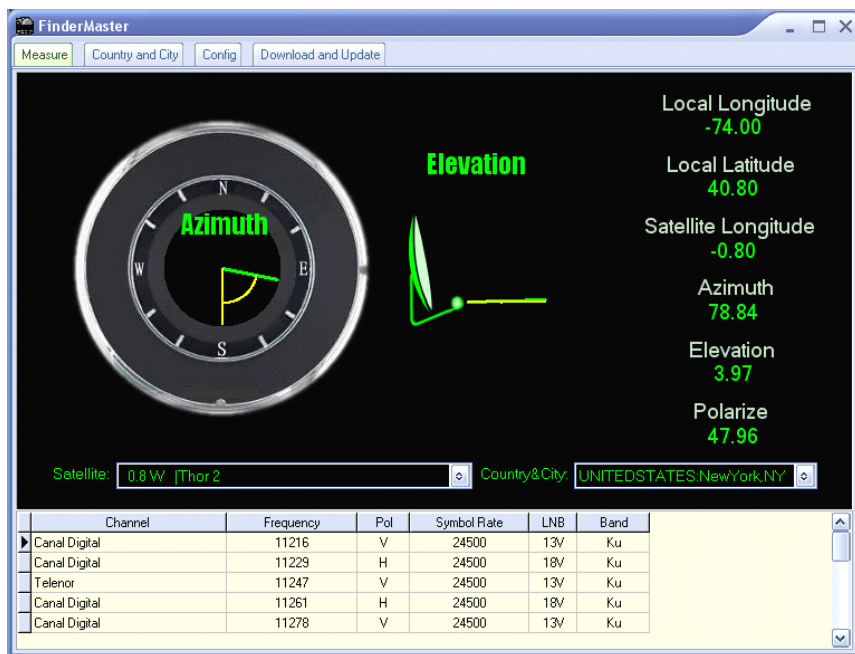 FinderMaster
Measure
Country and City
Config
Download and Update
N
E
S
W
Azimuth
Elevation
Local Longitude
-74.00
Local Latitude
40.80
Satellite Longitude
-0.80
Azimuth
78.84
Elevation
3.97
Polarize
47.96
Satellite: 0.8 W |Thor 2
Country&City: UNITEDSTATES:NewYork,NY
Channel Frequency Pol Symbol Rate LNB Band
Canal Digital 11216 V 24500 13V Ku
Canal Digital 11229 H 24500 18V Ku
Telenor 11247 V 24500 13V Ku
Canal Digital 11261 H 24500 18V Ku
Canal Digital 11278 V 24500 13V Ku